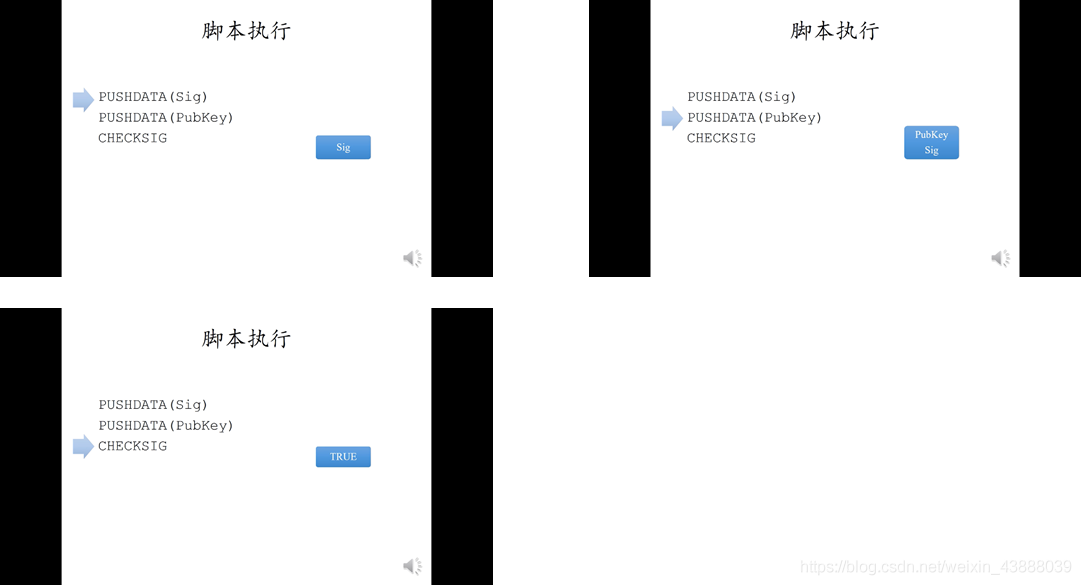 脚本执行
PUSHDATA(Sig)
PUSHDATA(PubKey)
CHECKSIG
Sig
脚本执行
PUSHDATA(Sig)
PUSHDATA(PubKey)
CHECKSIG
PubKey
Sig
脚本执行
PUSHDATA(Sig)
PUSHDATA(PubKey)
CHECKSIG
TRUE
https://blog.csdn.net/weixin_43888039